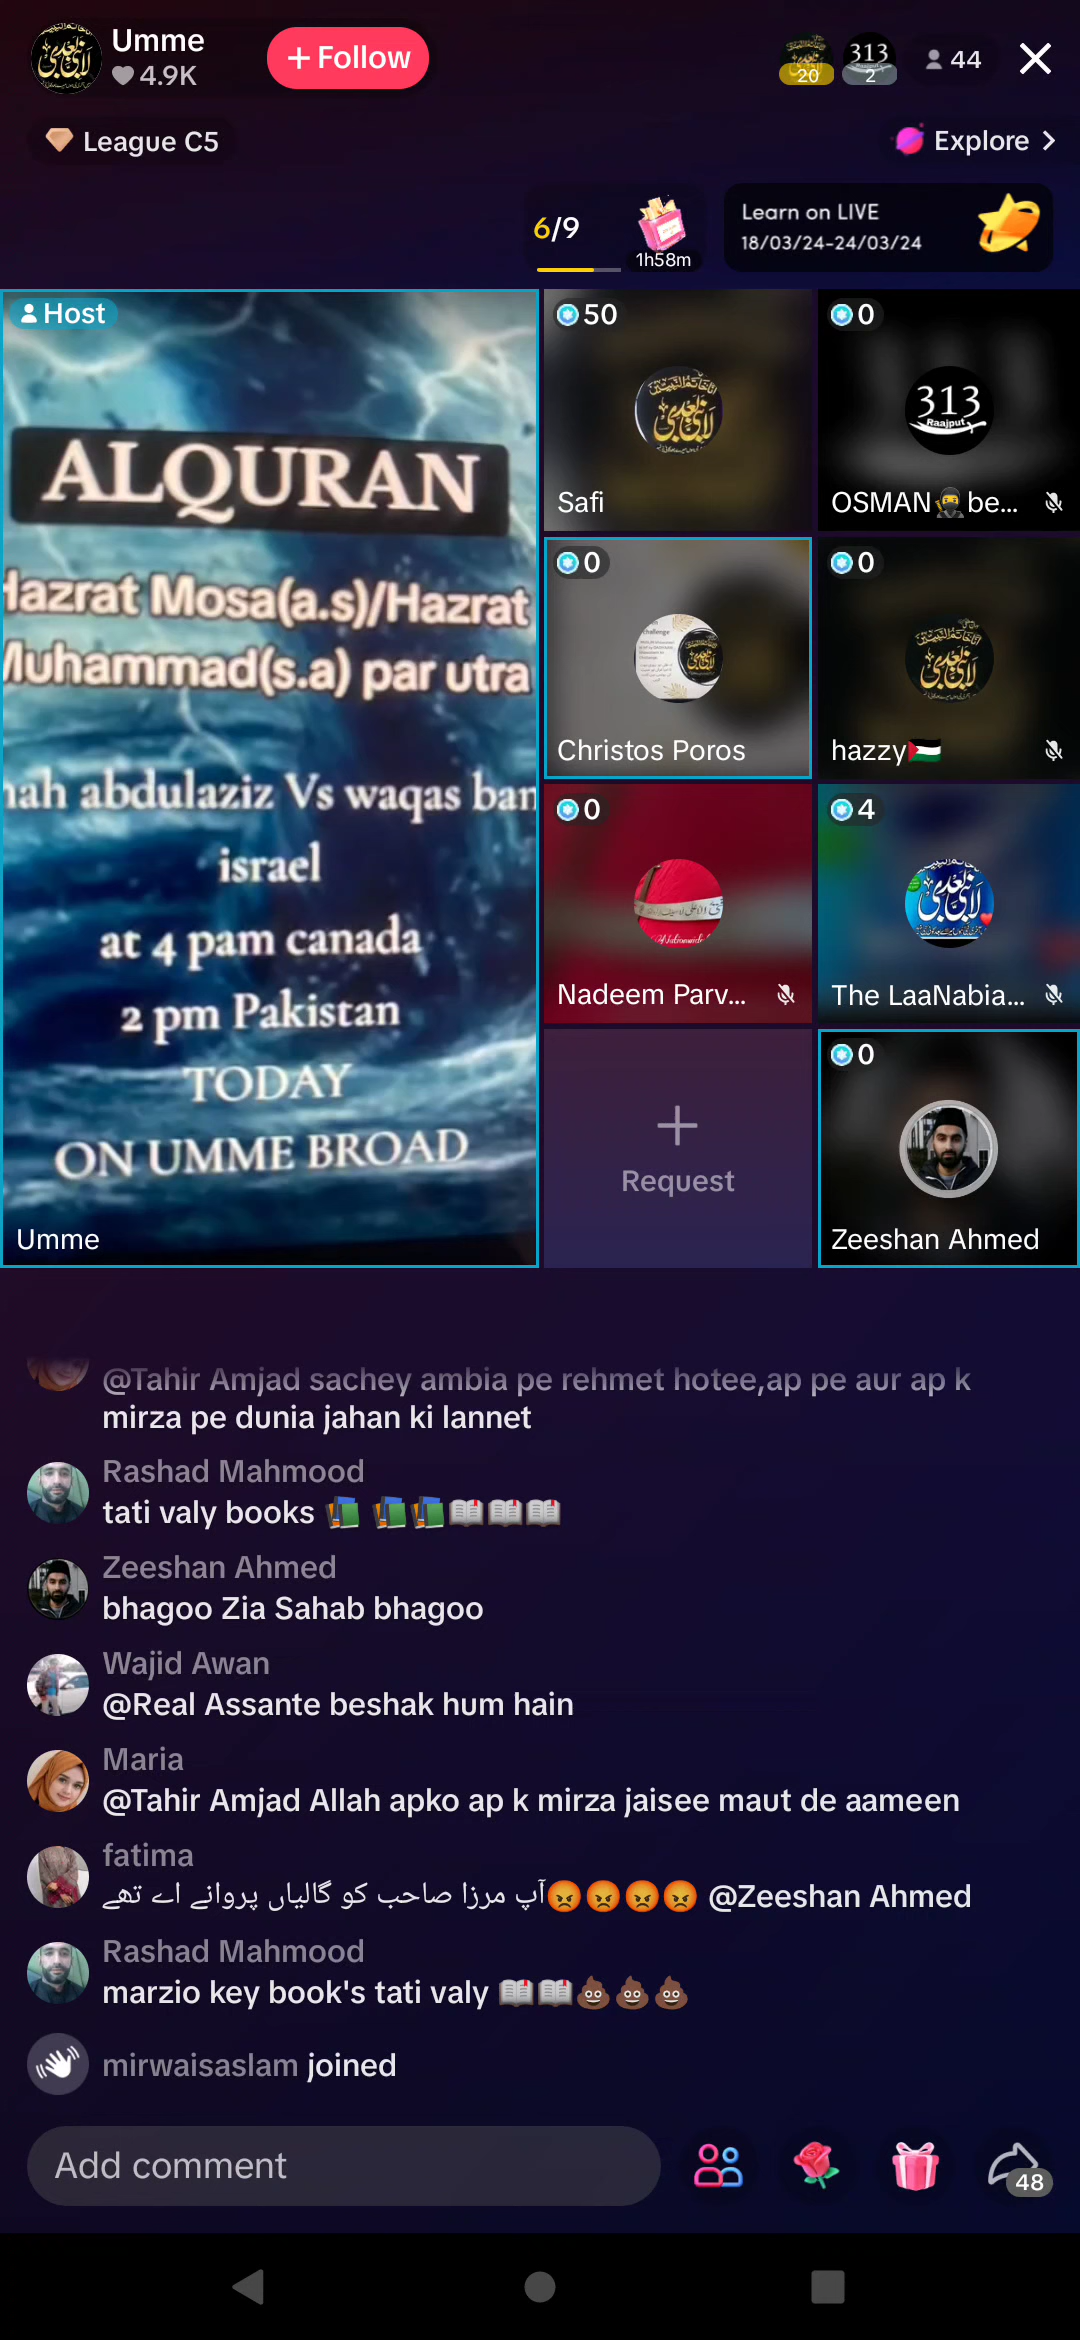 Umme
4.9K
+ Follow
20
2
44
League C5
Explore
6/9
1h58m
Learn on LIVE
18/03/24-24/03/24
Host
ALQURAN
Hazrat Mosa(a.s)/Hazrat
Muhammad(s.a) par utra
abdulaziz Vs waqas
israel
at 4 pam canada
2 pm Pakistan
TODAY
ON UMME BROAD
Umme
50
Safi
0
313
Raajput
OSMAN🥷be...
0
challenge
Christos Poros
0
hazzy🇵🇸
0
Nadeem Parv...
4
The LaaNabia...
+
Request
0
Zeeshan Ahmed
@Tahir Amjad sachey ambia pe rehmet hotee,ap pe aur ap k
mirza pe dunia jahan ki lannet
Rashad Mahmood
tati valy books 📚 📚📚📖📖📖
Zeeshan Ahmed
bhagoo Zia Sahab bhagoo
Wajid Awan
@Real Assante beshak hum hain
Maria
@Tahir Amjad Allah apko ap k mirza jaisee maut de aameen
fatima
آپ مرزا صاحب کو گالیاں پروانے اے تھے😡😡😡😡 @Zeeshan Ahmed
Rashad Mahmood
marzio key book's tati valy 📖📖💩💩💩
mirwaisaslam joined
Add comment
48